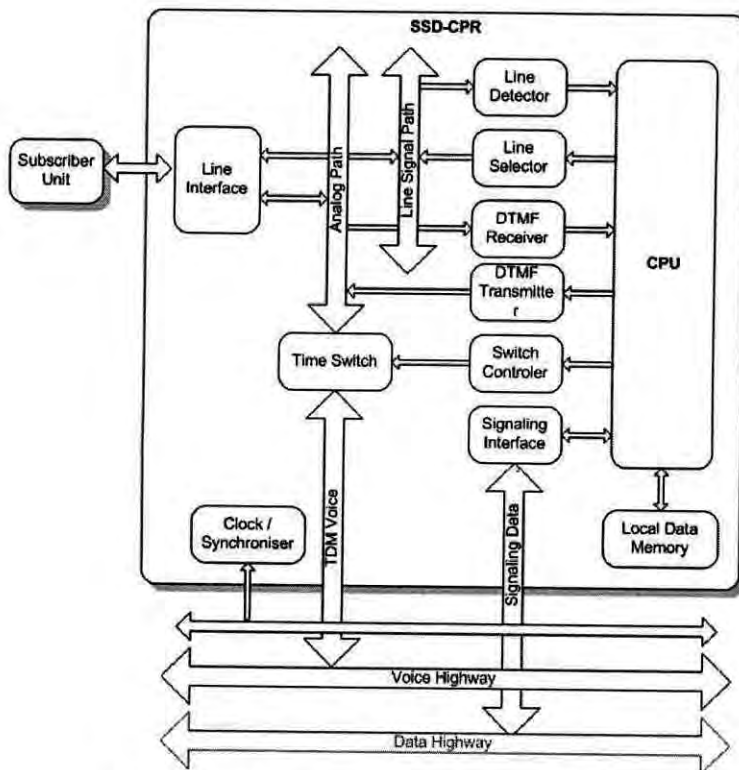 SSD-CPR
Line
Detector
Subscriber
Unit
Line
Interface
Analog Path
Line Signal Path
Line
Selector
DTMF
Receiver
CPU
DTMF
Transmitte
r
Time Switch
Switch
Controler
Signaling
Interface
Clock /
Synchroniser
TDM Voice
Signaling Data
Local Data
Memory
Voice Highway
Data Highway